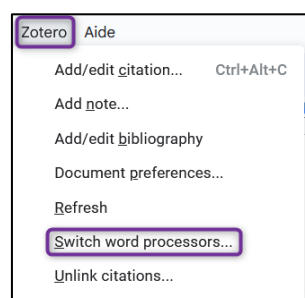 Zotero Aide
Add/edit citation... Ctrl+Alt+C
Add note...
Add/edit bibliography
Document preferences...
Refresh
Switch word processors...
Unlink citations...